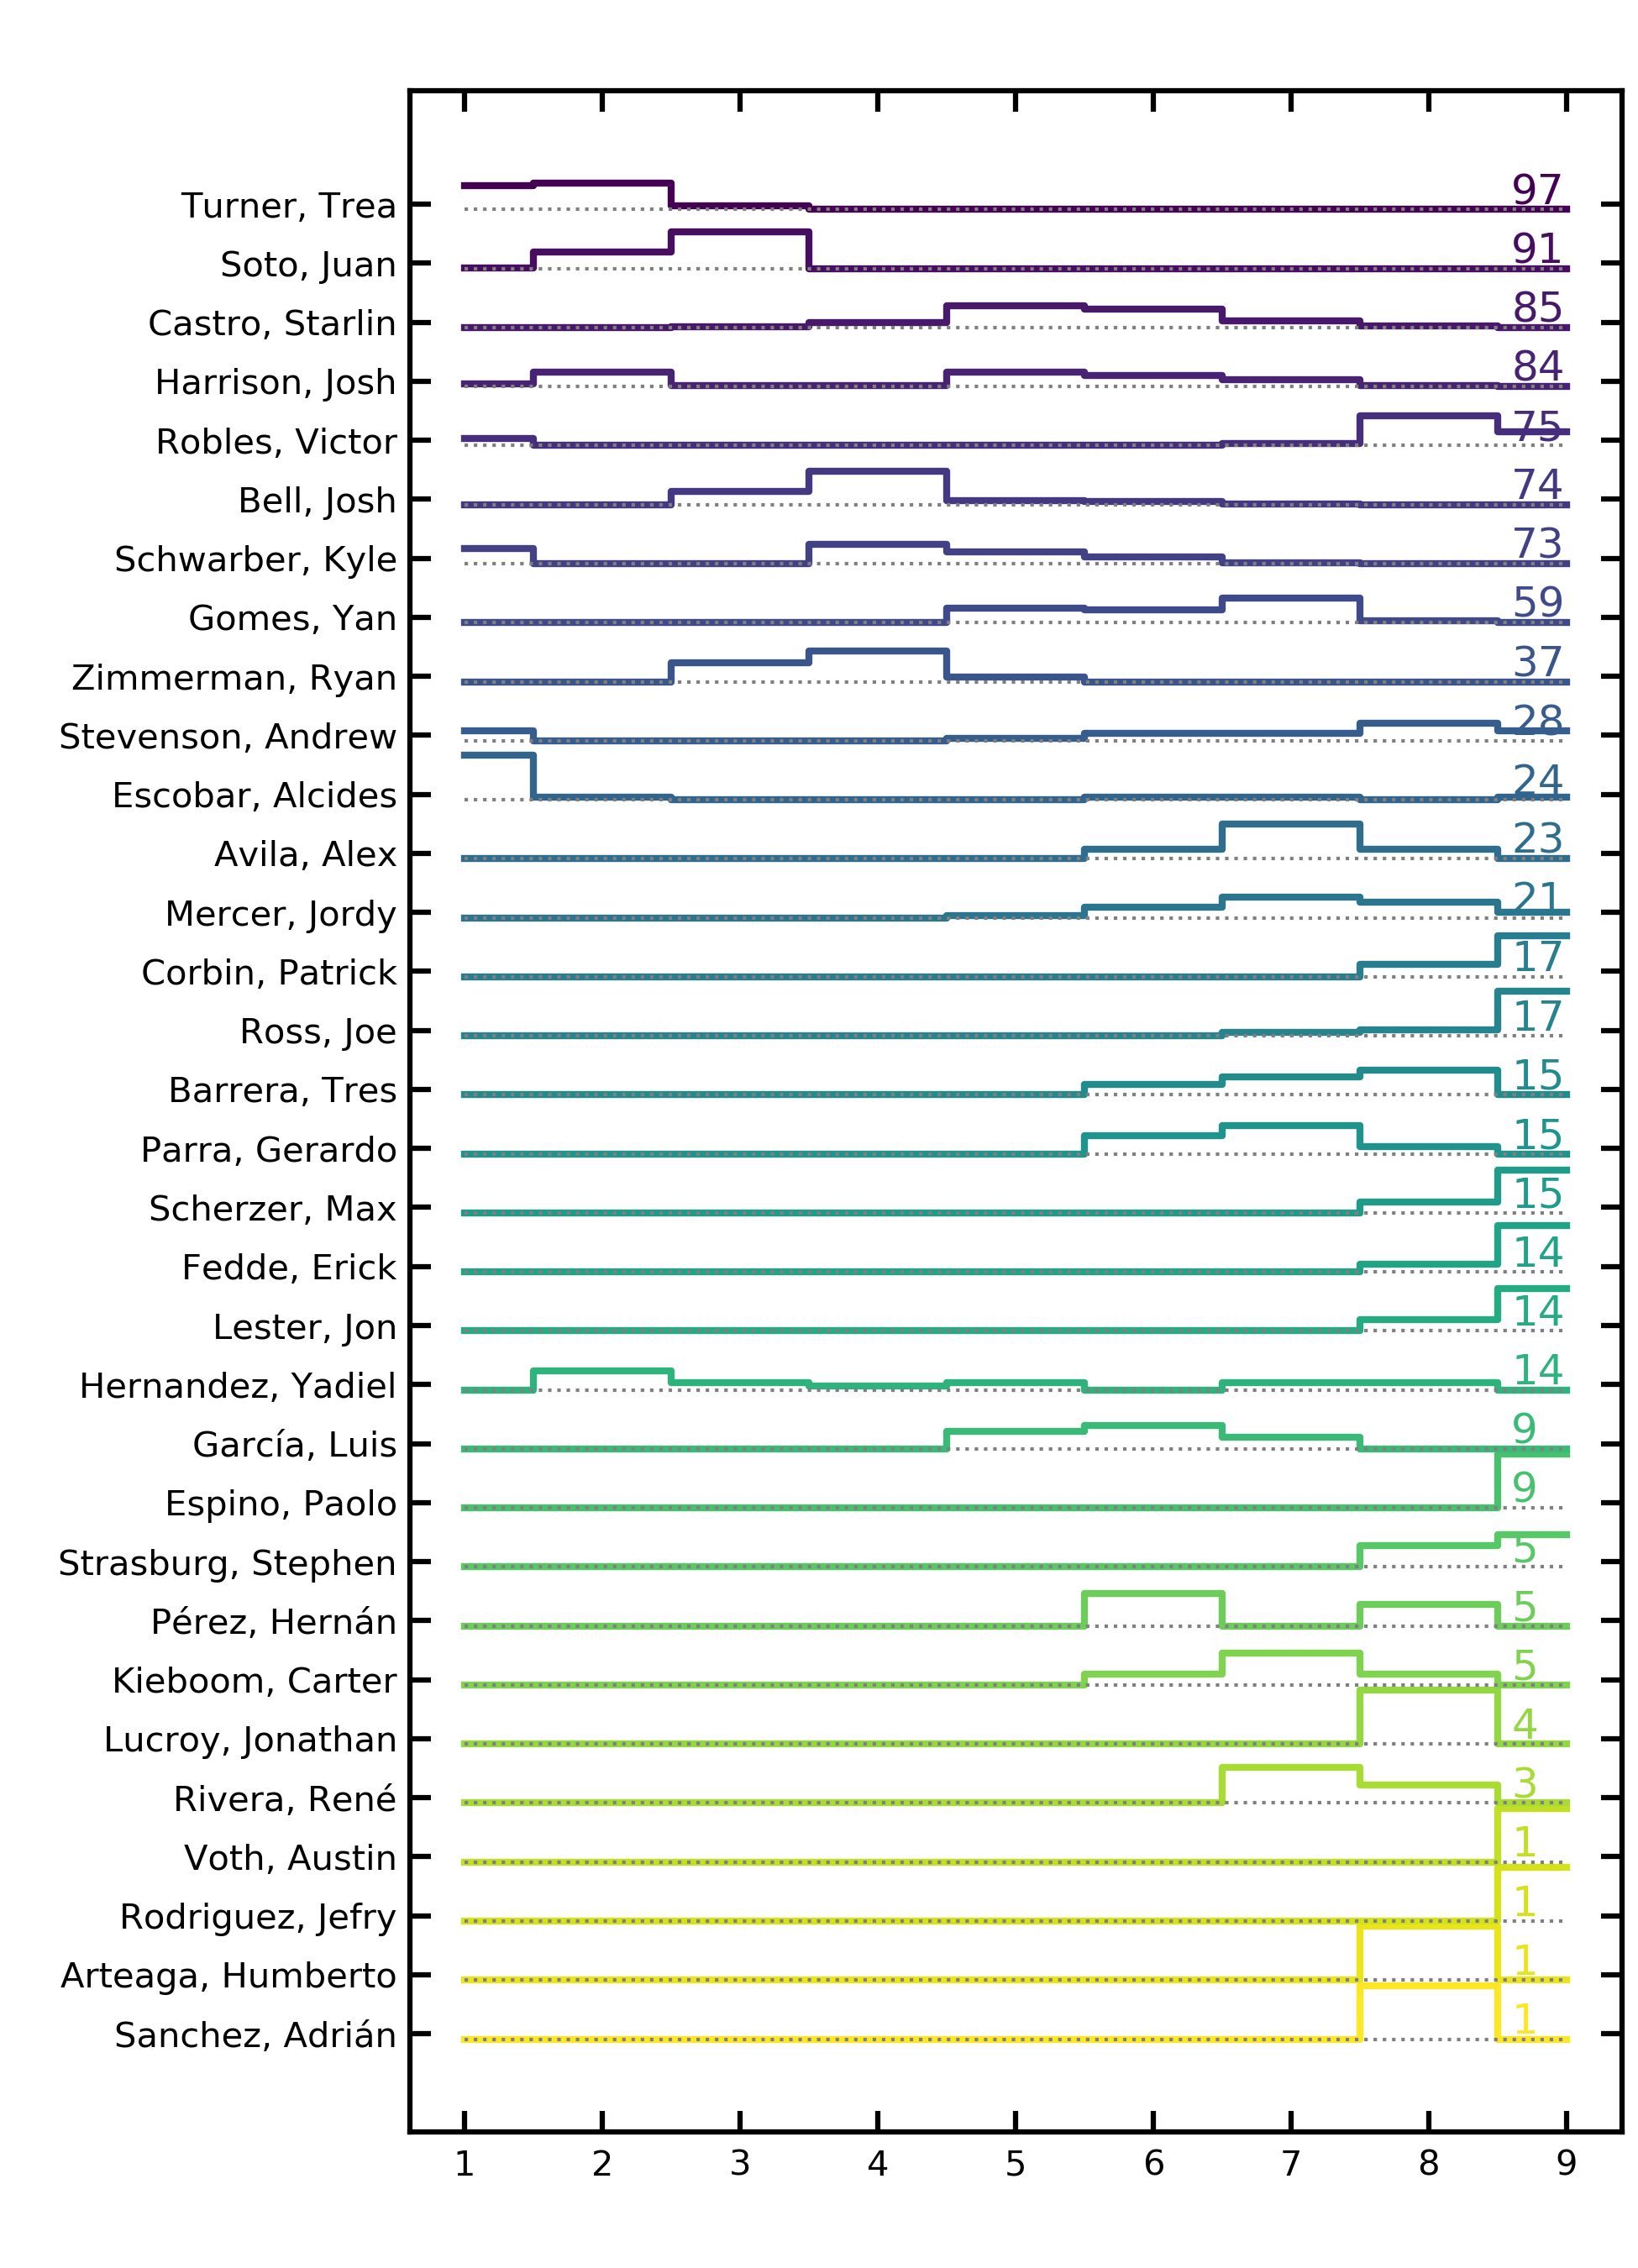 Turner, Trea 97
Soto, Juan 91
Castro, Starlin 85
Harrison, Josh 84
Robles, Victor 75
Bell, Josh 74
Schwarber, Kyle 73
Gomes, Yan 59
Zimmerman, Ryan 37
Stevenson, Andrew 28
Escobar, Alcides 24
Avila, Alex 23
Mercer, Jordy 21
Corbin, Patrick 17
Ross, Joe 17
Barrera, Tres 15
Parra, Gerardo 15
Scherzer, Max 15
Fedde, Erick 14
Lester, Jon 14
Hernandez, Yadiel 14
García, Luis 9
Espino, Paolo 9
Strasburg, Stephen 5
Pérez, Hernán 5
Kieboom, Carter 5
Lucroy, Jonathan 4
Rivera, René 3
Voth, Austin 1
Rodriguez, Jefry 1
Arteaga, Humberto 1
Sanchez, Adrián 1
1 2 3 4 5 6 7 8 9